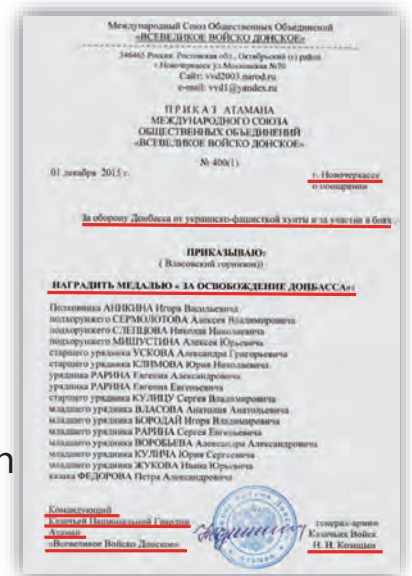 Международный Союз Общественных Объединений
«ВСЕВЕЛИКОЕ ВОЙСКО ДОНСКОЕ»
346465 Россия, Ростовская обл., Октябрьский (с) район
г.Новочеркасск ул.Московская №70
Сайт: vvd2003.narod.ru
e-mail: vvd1@yandex.ru
ПРИКАЗ АТАМАНА
МЕЖДУНАРОДНОГО СОЮЗА
ОБЩЕСТВЕННЫХ ОБЪЕДИНЕНИЙ
«ВСЕВЕЛИКОЕ ВОЙСКО ДОНСКОЕ»
№ 400(1)
01 декабря 2015 г.
г. Новочеркасск
о поощрении
За оборону Донбасса от украинско-фашисткой хунты и за участие в боях .
ПРИКАЗЫВАЮ:
( Власовский гарнизон))
НАГРАДИТЬ МЕДАЛЬЮ « ЗА ОСВОБОЖДЕНИЕ ДОНБАССА»:
Полковника АНИКИНА Игоря Васильевича
подхорунжего СЕРМОЛОТОВА Алексея Владимировича
подхорунжего СЛЕПЦОВА Николая Николаевича
подхорунжего МИШУСТИНА Алексея Юрьевича
старшего урядника УСКОВА Александра Григорьевича
старшего урядника КЛИМОВА Юрия Николаевича
урядника РАРИНА Евгения Александровича
урядника РАРИНА Евгения Евгеньевича
старшего урядника КУЛИЦУ Сергея Владимировича
младшего урядника ВЛАСОВА Анатолия Анатольевича
младшего урядника БОРОДАЙ Игоря Владимировича
младшего урядника РАРИНА Сергея Евгеньевича
младшего урядника ВОРОБЬЕВА Александра Александровича
младшего урядника КУЛИЧА Юрия Сергеевича
младшего урядника ЖУКОВА Ивана Юрьевича
казака ФЕДОРОВА Петра Александровича
Командующий
Казачьей Национальной Гвардии
Атаман
«Всевеликое Войско Донское»
генерал-армии
Казачьих Войск
Н. И. Козицын
n